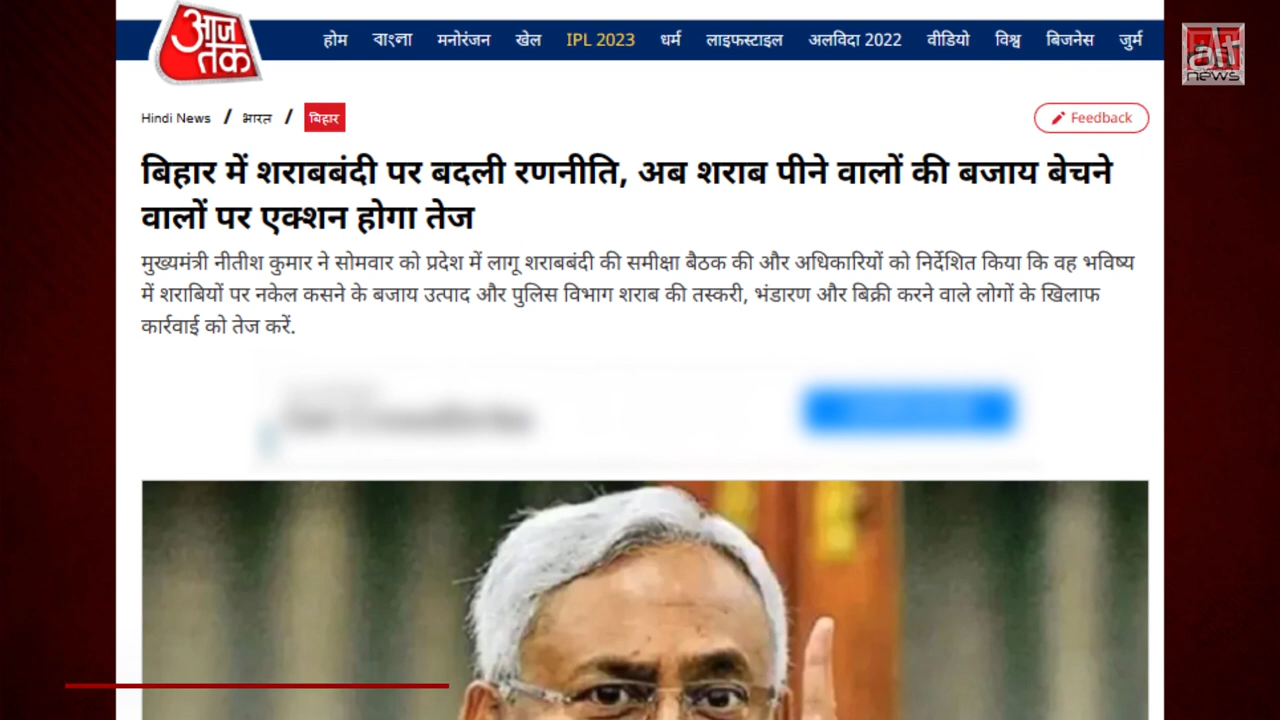 आज
तक
होम বাংলা मनोरंजन खेल IPL 2023 धर्म लाइफस्टाइल अलविदा 2022 वीडियो विश्व बिजनेस जुर्म
alt
news
Hindi News / भारत / बिहार
Feedback
बिहार में शराबबंदी पर बदली रणनीति, अब शराब पीने वालों की बजाय बेचने
वालों पर एक्शन होगा तेज
मुख्यमंत्री नीतीश कुमार ने सोमवार को प्रदेश में लागू शराबबंदी की समीक्षा बैठक की और अधिकारियों को निर्देशित किया कि वह भविष्य
में शराबियों पर नकेल कसने के बजाय उत्पाद और पुलिस विभाग शराब की तस्करी, भंडारण और बिक्री करने वाले लोगों के खिलाफ
कार्रवाई को तेज करें.